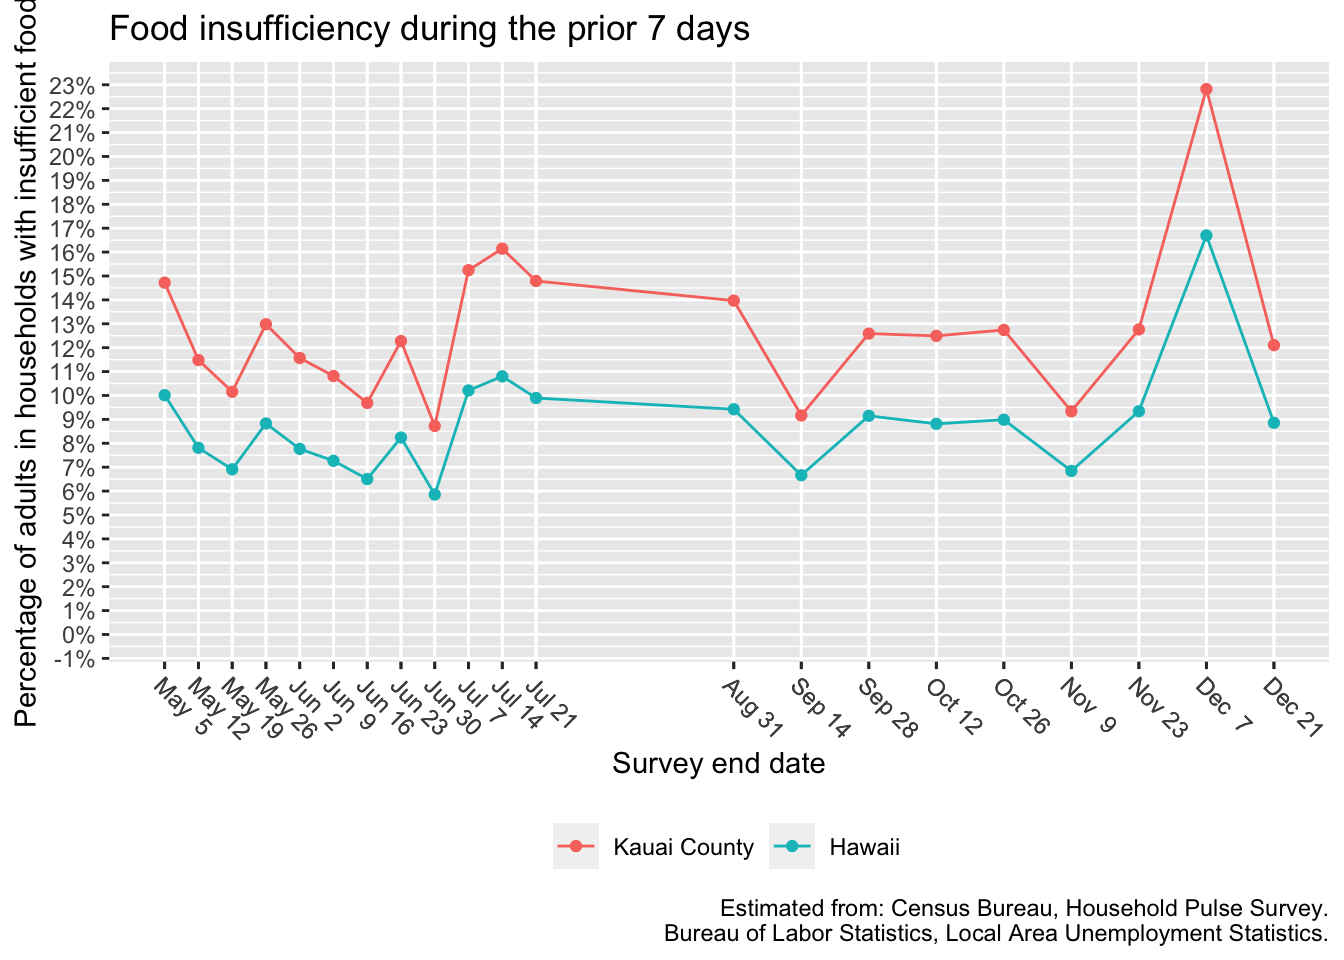 Food insufficiency during the prior 7 days
Percentage of adults in households with insufficient food
23%
22%
21%
20%
19%
18%
17%
16%
15%
14%
13%
12%
11%
10%
9%
8%
7%
6%
5%
4%
3%
2%
1%
0%
-1%
May 5
May 12
May 19
May 26
Jun 2
Jun 9
Jun 16
Jun 23
Jun 30
Jul 7
Jul 14
Jul 21
Aug 31
Sep 14
Sep 28
Oct 12
Oct 26
Nov 9
Nov 23
Dec 7
Dec 21
Survey end date
Kauai County
Hawaii
Estimated from: Census Bureau, Household Pulse Survey.
Bureau of Labor Statistics, Local Area Unemployment Statistics.